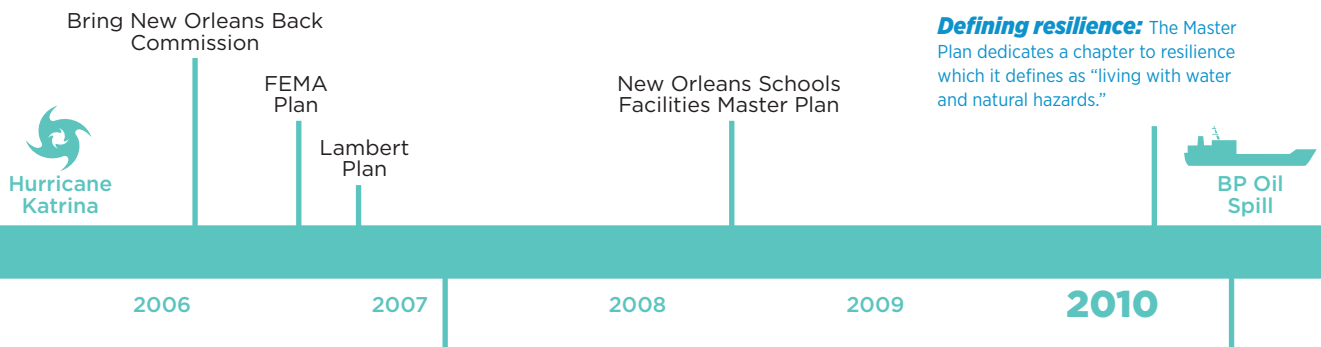 Bring New Orleans Back
Commission
FEMA
Plan
Lambert
Plan
New Orleans Schools
Facilities Master Plan
Defining resilience: The Master
Plan dedicates a chapter to resilience
which it defines as “living with water
and natural hazards.”
Hurricane
Katrina
BP Oil
Spill
2006
2007
2008
2009
2010